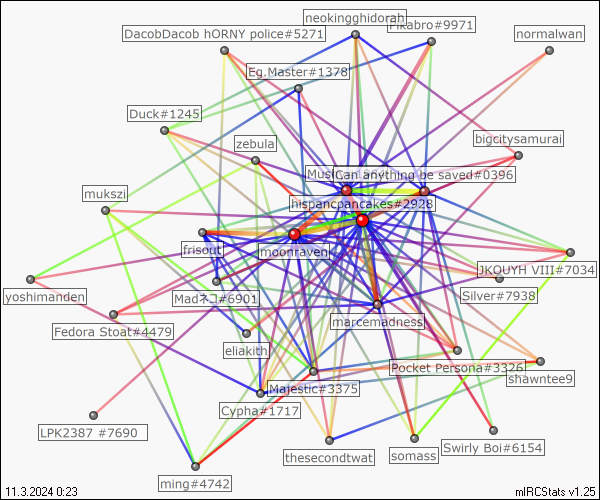 neokingghidorah
DacobDacob hORNY police#5271
Pikabro#9971
normalwan
Eg.Master#1378
Duck#1245
bigcitysamurai
zebula
Can anything be saved#0396
mukszi
hispancpancakes#2928
frisout
moonraven
JKOUYH VIII#7034
yoshimanden
Madネコ#6901
Silver#7938
Fedora Stoat#4479
marcemadness
eliakith
Pocket Persona#3326
shawntee9
Majestic#3375
Cypha#1717
LPK2387 #7690
thesecondtwat
somass
Swirly Boi#6154
ming#4742
11.3.2024 0:23
mIRCStats v1.25